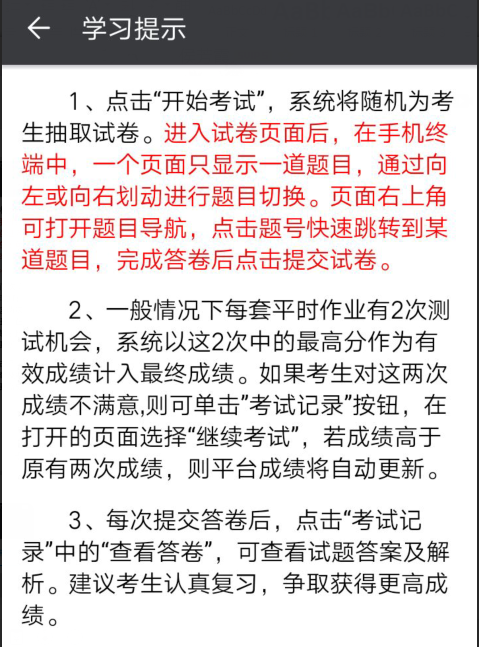 ← 学习提示
1、点击“开始考试”，系统将随机为考
生抽取试卷。进入试卷页面后，在手机终
端中，一个页面只显示一道题目，通过向
左或向右划动进行题目切换。页面右上角
可打开题目导航，点击题号快速跳转到某
道题目，完成答卷后点击提交试卷。
2、一般情况下每套平时作业有2次测
试机会，系统以这2次中的最高分作为有
效成绩计入最终成绩。如果考生对这两次
成绩不满意,则可单击”考试记录”按钮，在
打开的页面选择“继续考试”，若成绩高于
原有两次成绩，则平台成绩将自动更新。
3、每次提交答卷后，点击“考试记
录”中的“查看答卷”，可查看试题答案及解
析。建议考生认真复习，争取获得更高成
绩。